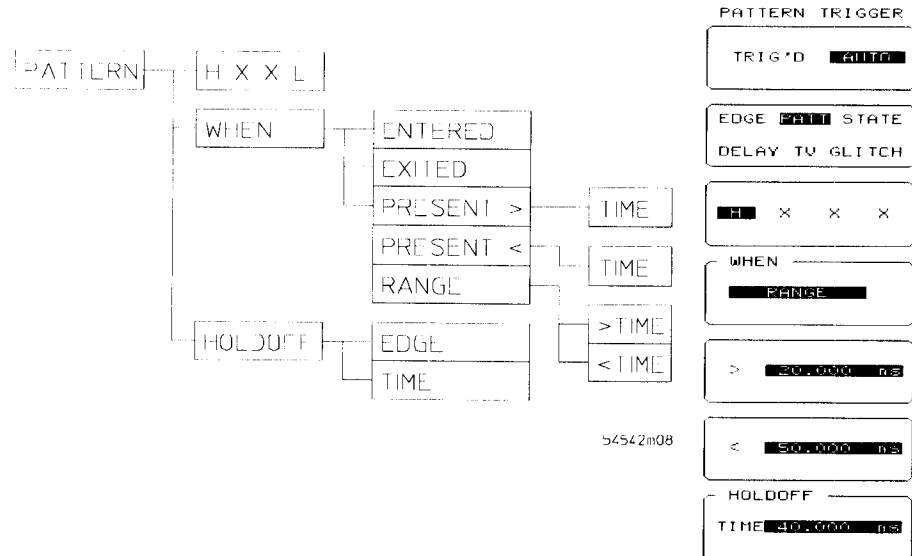 PATTERN
H X X L
WHEN
ENTERED
EXITED
PRESENT >
TIME
PRESENT <
TIME
RANGE
>TIME
<TIME
HOLDOFF
EDGE
TIME
54542m08
PATTERN TRIGGER
TRIG'D AUTO
EDGE PATT STATE
DELAY TV GLITCH
H X X X
WHEN
RANGE
> 20.000 ns
< 50.000 ns
HOLDOFF
TIME 40.000 ns